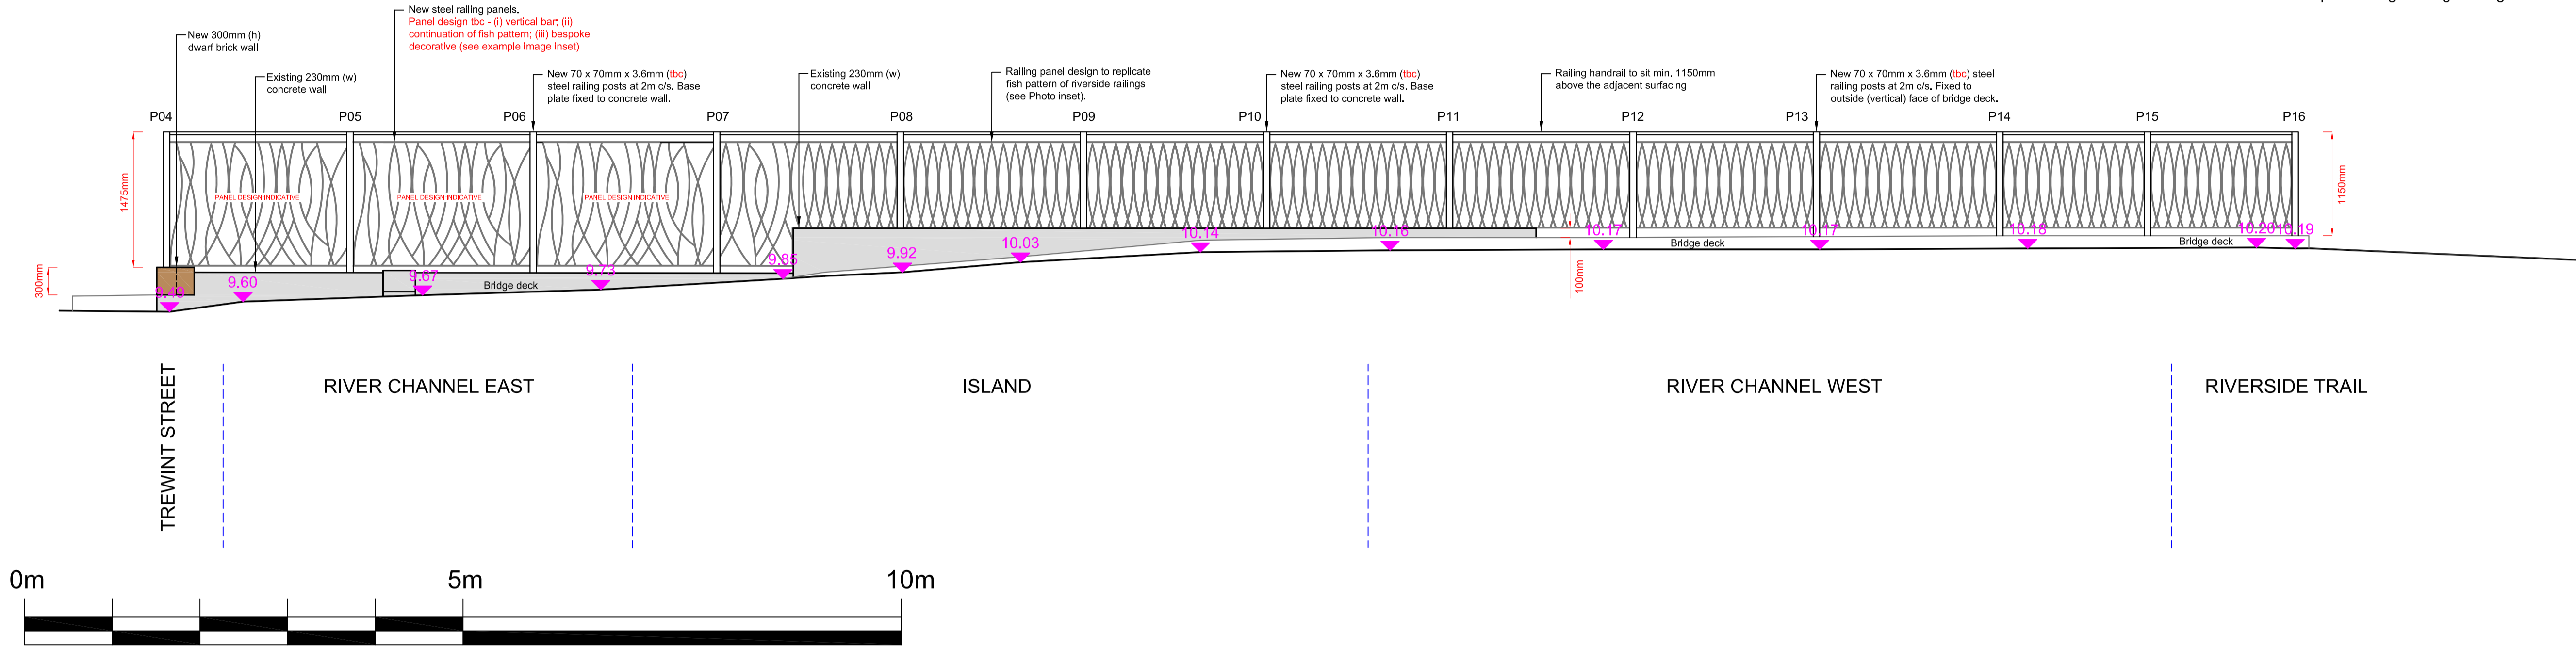 New steel railing panels.
Panel design tbc - (i) vertical bar; (ii)
continuation of fish pattern; (iii) bespoke
decorative (see example image inset)
New 300mm (h)
dwarf brick wall
Existing 230mm (w)
concrete wall
New 70 x 70mm x 3.6mm (tbc)
steel railing posts at 2m c/s. Base
plate fixed to concrete wall.
Existing 230mm (w)
concrete wall
Railing panel design to replicate
fish pattern of riverside railings
(see Photo inset).
New 70 x 70mm x 3.6mm (tbc)
steel railing posts at 2m c/s. Base
plate fixed to concrete wall.
Railing handrail to sit min. 1150mm
above the adjacent surfacing
New 70 x 70mm x 3.6mm (tbc) steel
railing posts at 2m c/s. Fixed to
outside (vertical) face of bridge deck.
P04 P05 P06 P07 P08 P09 P10 P11 P12 P13 P14 P15 P16
1475mm
PANEL DESIGN INDICATIVE
PANEL DESIGN INDICATIVE
PANEL DESIGN INDICATIVE
1150mm
300mm
100mm
9.49
9.60
9.67
Bridge deck
9.73
9.85
9.92
10.03
10.14
10.16
10.17
Bridge deck
10.17
10.18
Bridge deck
10.20
10.19
TREWINT STREET
RIVER CHANNEL EAST
ISLAND
RIVER CHANNEL WEST
RIVERSIDE TRAIL
0m 5m 10m